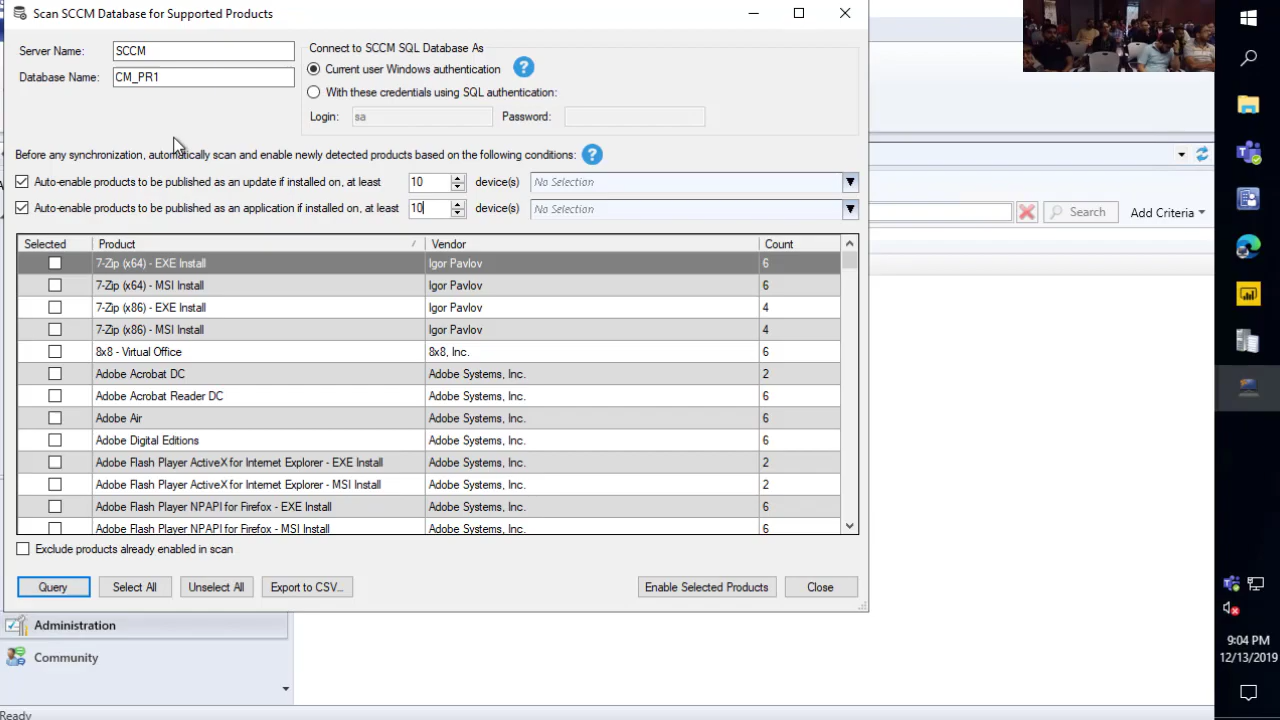 Scan SCCM Database for Supported Products
Server Name: SCCM
Database Name: CM_PR1
Connect to SCCM SQL Database As
Current user Windows authentication
With these credentials using SQL authentication:
Login: sa Password:
Before any synchronization, automatically scan and enable newly detected products based on the following conditions:
Auto-enable products to be published as an update if installed on, at least 10 device(s) No Selection
Auto-enable products to be published as an application if installed on, at least 10 device(s) No Selection
Selected Product Vendor Count
7-Zip (x64) - EXE Install Igor Pavlov 6
7-Zip (x64) - MSI Install Igor Pavlov 6
7-Zip (x86) - EXE Install Igor Pavlov 4
7-Zip (x86) - MSI Install Igor Pavlov 4
8x8 - Virtual Office 8x8, Inc. 6
Adobe Acrobat DC Adobe Systems, Inc. 2
Adobe Acrobat Reader DC Adobe Systems, Inc. 6
Adobe Air Adobe Systems, Inc. 6
Adobe Digital Editions Adobe Systems, Inc. 6
Adobe Flash Player ActiveX for Internet Explorer - EXE Install Adobe Systems, Inc. 2
Adobe Flash Player ActiveX for Internet Explorer - MSI Install Adobe Systems, Inc. 2
Adobe Flash Player NPAPI for Firefox - EXE Install Adobe Systems, Inc. 6
Adobe Flash Player NPAPI for Firefox - MSI Install Adobe Systems, Inc. 6
Exclude products already enabled in scan
Query Select All Unselect All Export to CSV... Enable Selected Products Close
Search Add Criteria
Administration
Community
Ready
9:04 PM
12/13/2019